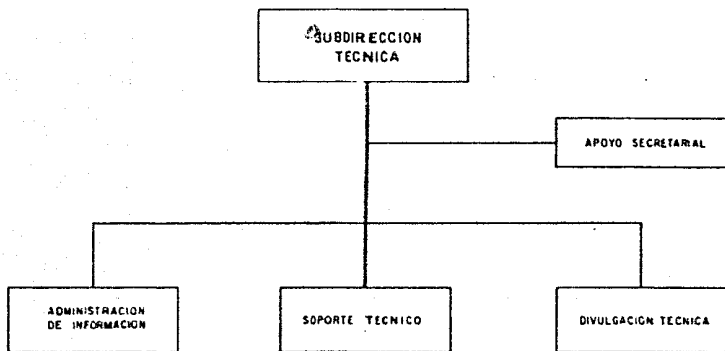 SUBDIRECCION
TECNICA
APOYO SECRETARIAL
ADMINISTRACION
DE INFORMACION
SOPORTE TECNICO
DIVULGACION TECNICA